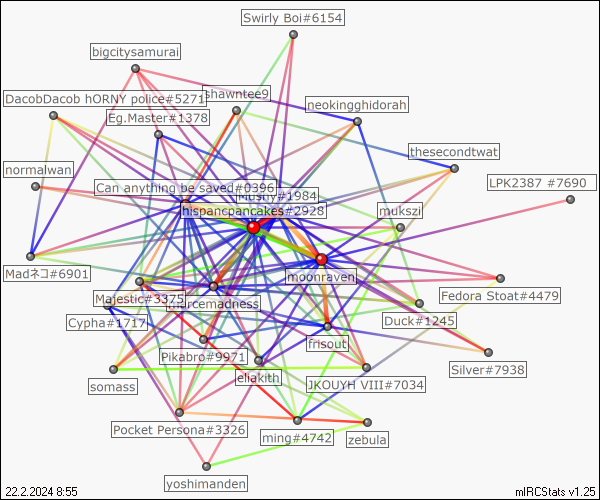 Swirly Boi#6154
bigcitysamurai
DacobDacob hORNY police#5271
shawntee9
neokingghidorah
Eg.Master#1378
thesecondtwat
normalwan
LPK2387 #7690
Can anything be saved#0396
#1984
hispancpancakes#2928
mukszi
Madネコ#6901
moonraven
Majestic#3375
mercemadness
Fedora Stoat#4479
Cypha#1717
Duck#1245
frisout
Pikabro#9971
Silver#7938
eliakith
somass
JKOUYH VIII#7034
Pocket Persona#3326
ming#4742
zebula
yoshimanden
22.2.2024 8:55
mIRCStats v1.25